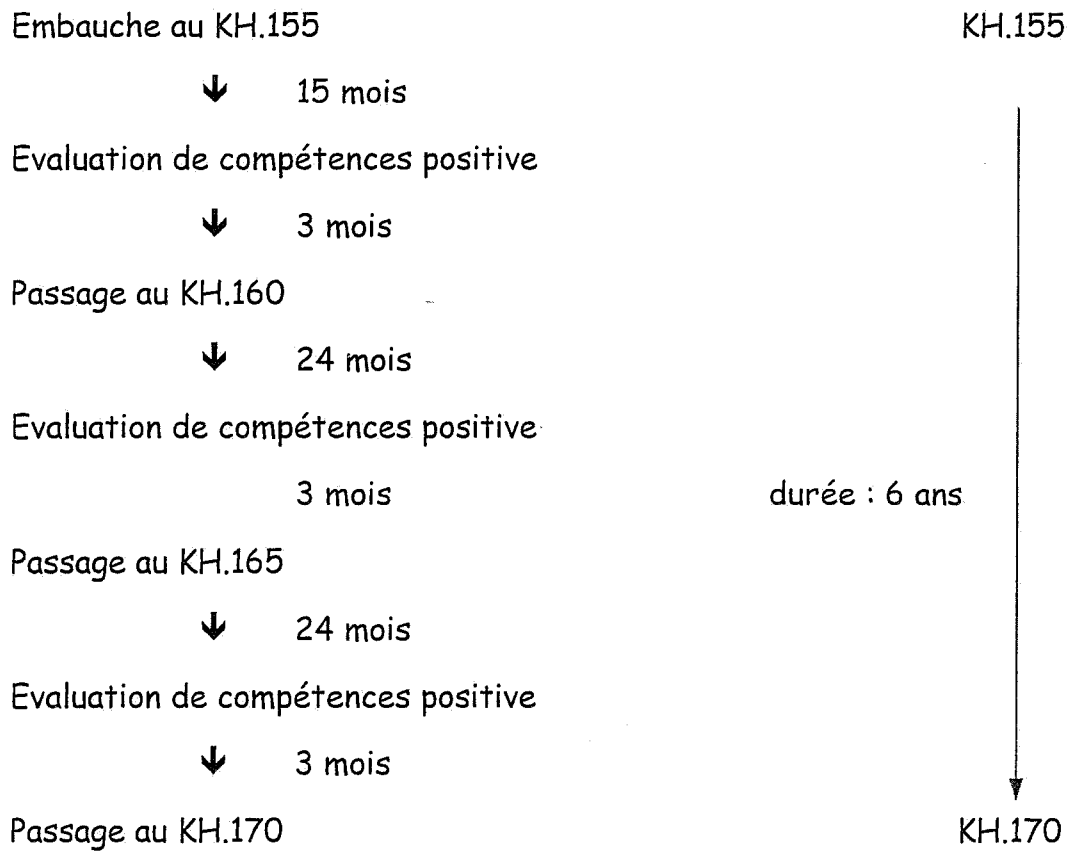 Embauche au KH.155 KH.155
15 mois
Evaluation de compétences positive
3 mois
Passage au KH.160
24 mois
Evaluation de compétences positive
3 mois durée : 6 ans
Passage au KH.165
24 mois
Evaluation de compétences positive
3 mois
Passage au KH.170 KH.170